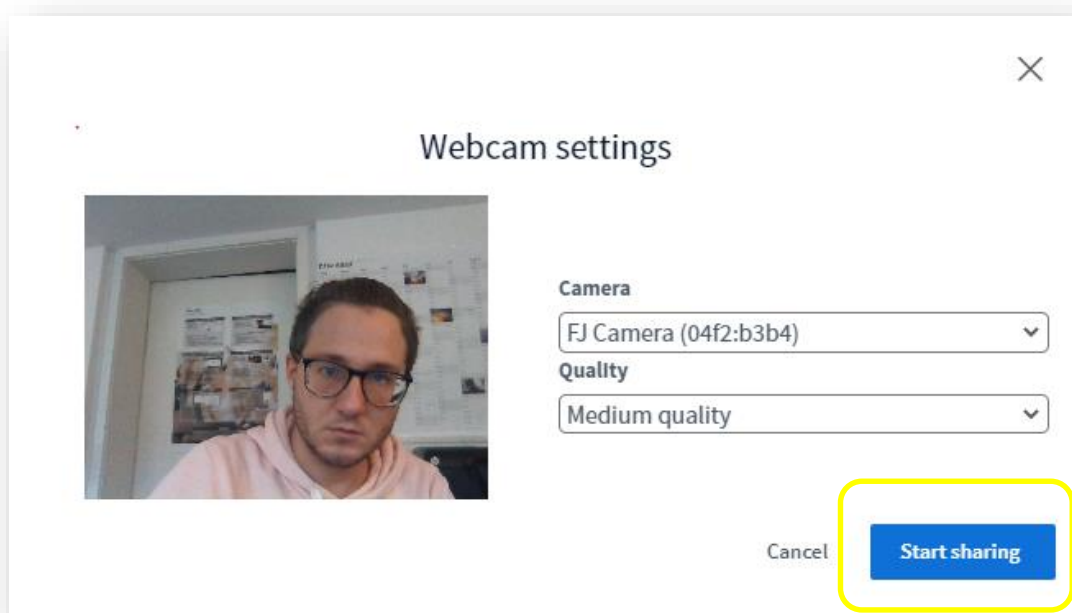 Webcam settings
Camera
FJ Camera (04f2:b3b4)
Quality
Medium quality
Cancel
Start sharing